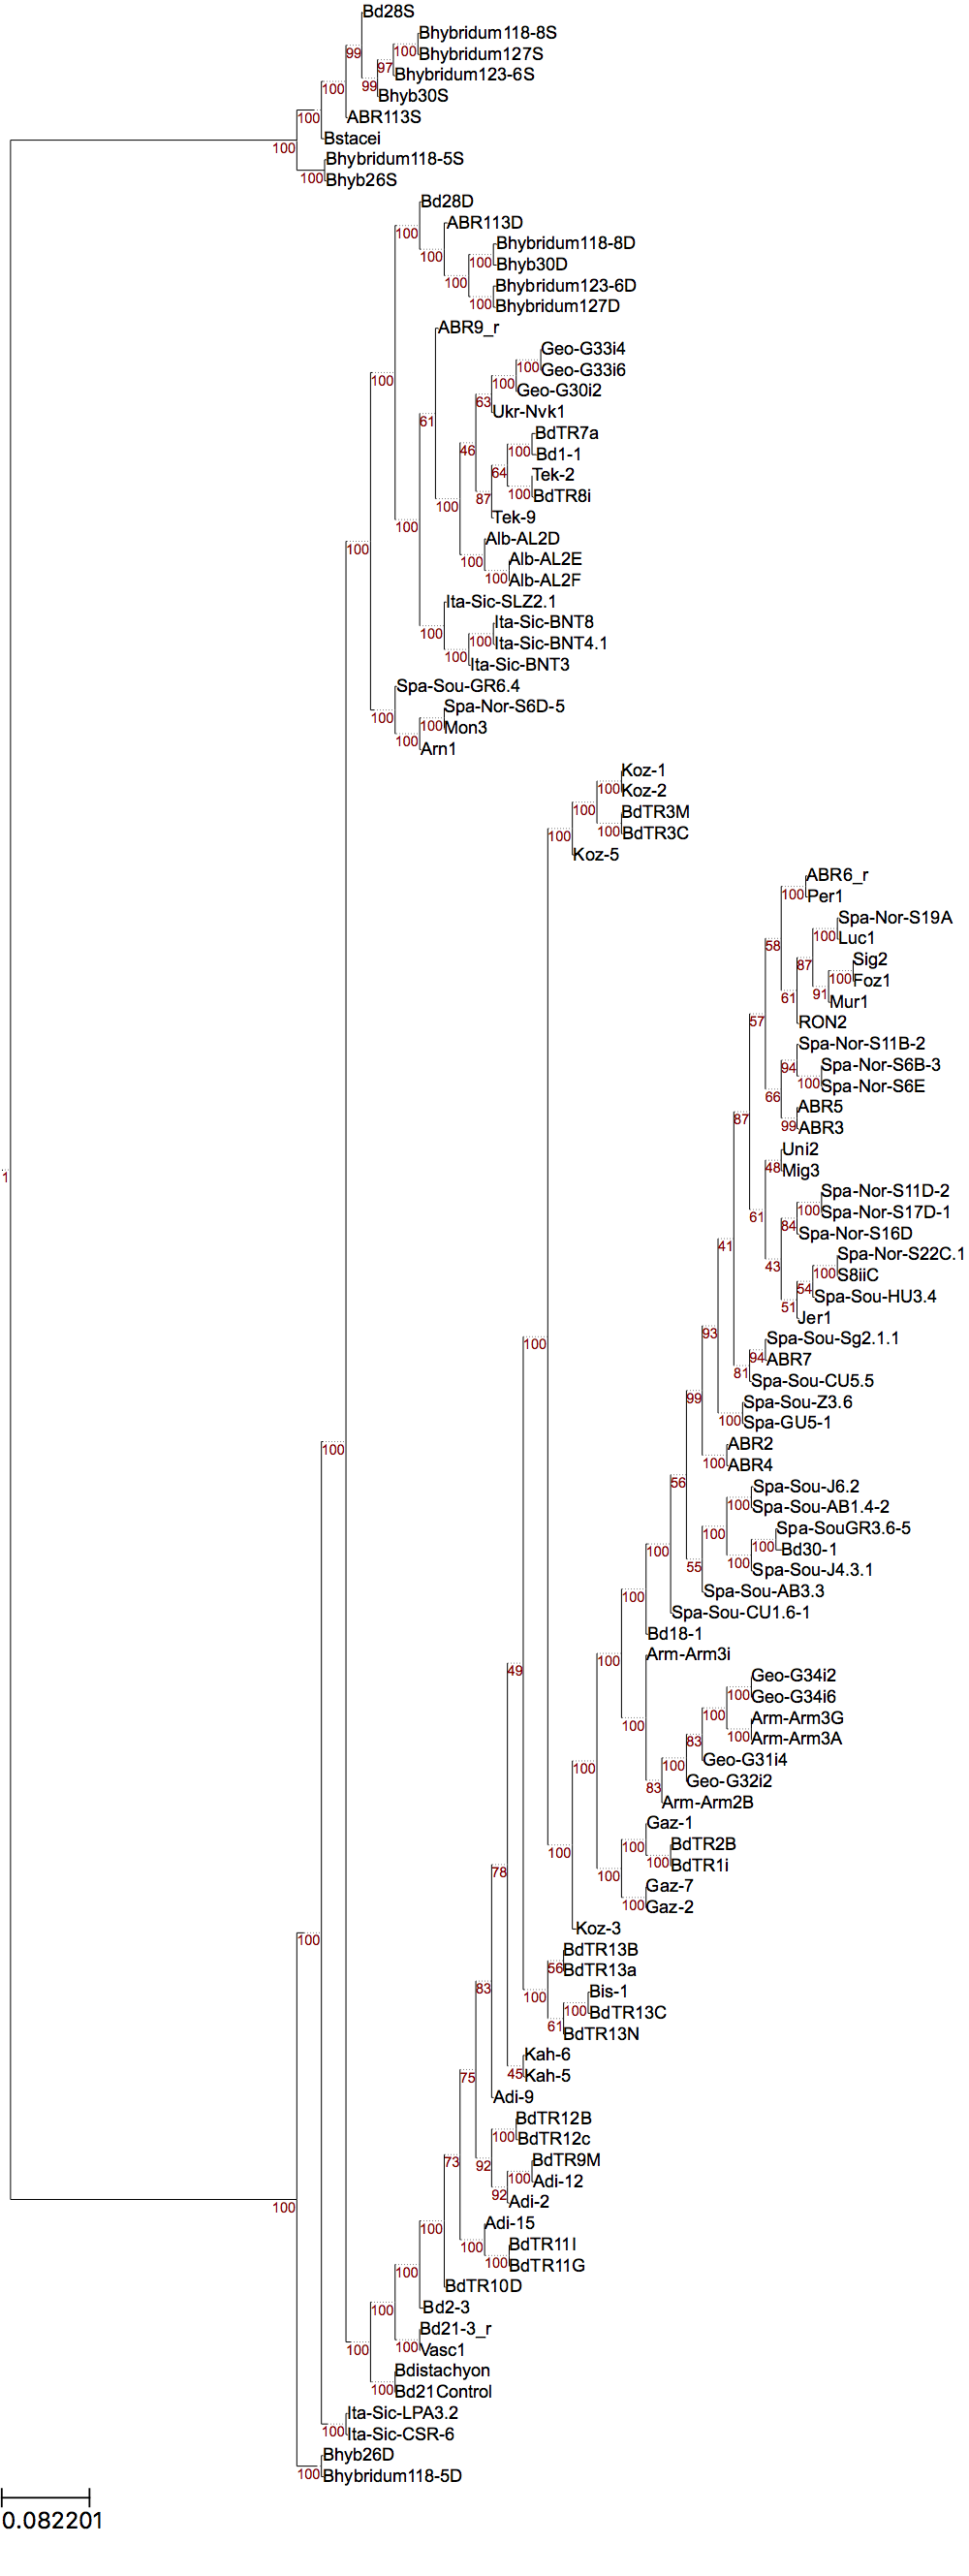 Bd28S
Bhybridum118-8S
99
100
Bhybridum127S
97
Bhybridum123-6S
100
99
Bhyb30S
100
ABR113S
Bstacei
100
Bhybridum118-5S
100
Bhyb26S
Bd28D
ABR113D
100
Bhybridum118-8D
100
100
Bhyb30D
100
Bhybridum123-6D
100
Bhybridum127D
ABR9_r
Geo-G33i4
100
Geo-G33i6
100
100
Geo-G30i2
63
Ukr-Nvk1
61
BdTR7a
46
100
Bd1-1
64
Tek-2
100
BdTR8i
87
100
Tek-9
100
Alb-AL2D
100
Alb-AL2E
100
Alb-AL2F
100
Ita-Sic-SLZ2.1
Ita-Sic-BNT8
100
100
Ita-Sic-BNT4.1
100
Ita-Sic-BNT3
Spa-Sou-GR6.4
Spa-Nor-S6D-5
100
100
Mon3
100
Arn1
Koz-1
100
Koz-2
100
BdTR3M
100
100
BdTR3C
Koz-5
ABR6_r
100
Per1
Spa-Nor-S19A
100
Luc1
58
Sig2
87
100
Foz1
61
91
Mur1
57
RON2
Spa-Nor-S11B-2
94
Spa-Nor-S6B-3
100
Spa-Nor-S6E
66
ABR5
87
99
ABR3
Uni2
48
Mig3
Spa-Nor-S11D-2
61
100
Spa-Nor-S17D-1
84
Spa-Nor-S16D
41
Spa-Nor-S22C.1
43
100
S8iiC
54
Spa-Sou-HU3.4
51
Jer1
93
Spa-Sou-Sg2.1.1
100
94
ABR7
81
Spa-Sou-CU5.5
99
Spa-Sou-Z3.6
100
Spa-GU5-1
ABR2
100
100
ABR4
56
Spa-Sou-J6.2
100
Spa-Sou-AB1.4-2
100
Spa-SouGR3.6-5
100
100
Bd30-1
55
100
Spa-Sou-J4.3.1
100
Spa-Sou-AB3.3
Spa-Sou-CU1.6-1
Bd18-1
100
Arm-Arm3i
49
Geo-G34i2
100
Geo-G34i6
100
100
Arm-Arm3G
83
100
Arm-Arm3A
100
100
Geo-G31i4
83
Geo-G32i2
Arm-Arm2B
Gaz-1
100
100
BdTR2B
78
100
100
BdTR1i
Gaz-7
100
Gaz-2
Koz-3
100
BdTR13B
56
BdTR13a
83
100
Bis-1
100
BdTR13C
61
BdTR13N
Kah-6
75
45
Kah-5
Adi-9
BdTR12B
100
BdTR12c
73
92
BdTR9M
100
Adi-12
100
92
Adi-2
100
Adi-15
100
BdTR11I
100
100
BdTR11G
BdTR10D
100
Bd2-3
Bd21-3_r
100
100
Vasc1
Bdistachyon
100
Bd21Control
Ita-Sic-LPA3.2
100
Ita-Sic-CSR-6
Bhyb26D
100
Bhybridum118-5D
1
0.082201